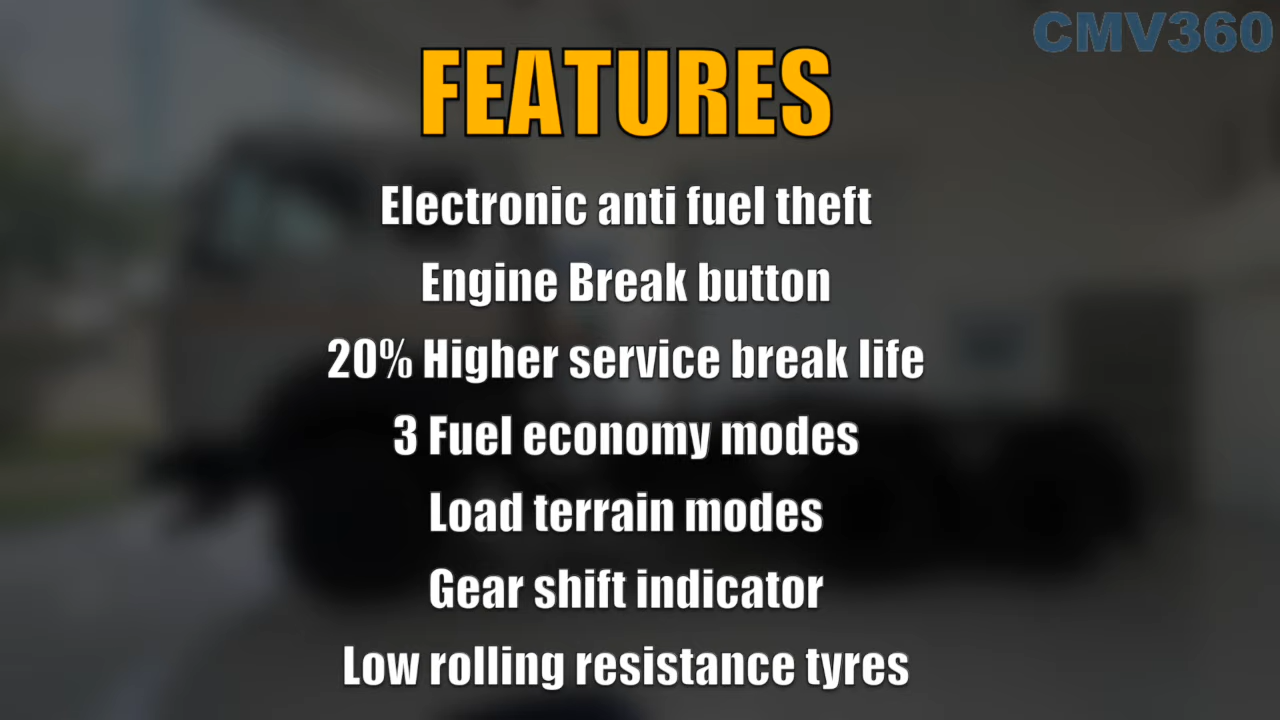 CMV360
FEATURES
Electronic anti fuel theft
Engine Break button
20% Higher service break life
3 Fuel economy modes
Load terrain modes
Gear shift indicator
Low rolling resistance tyres